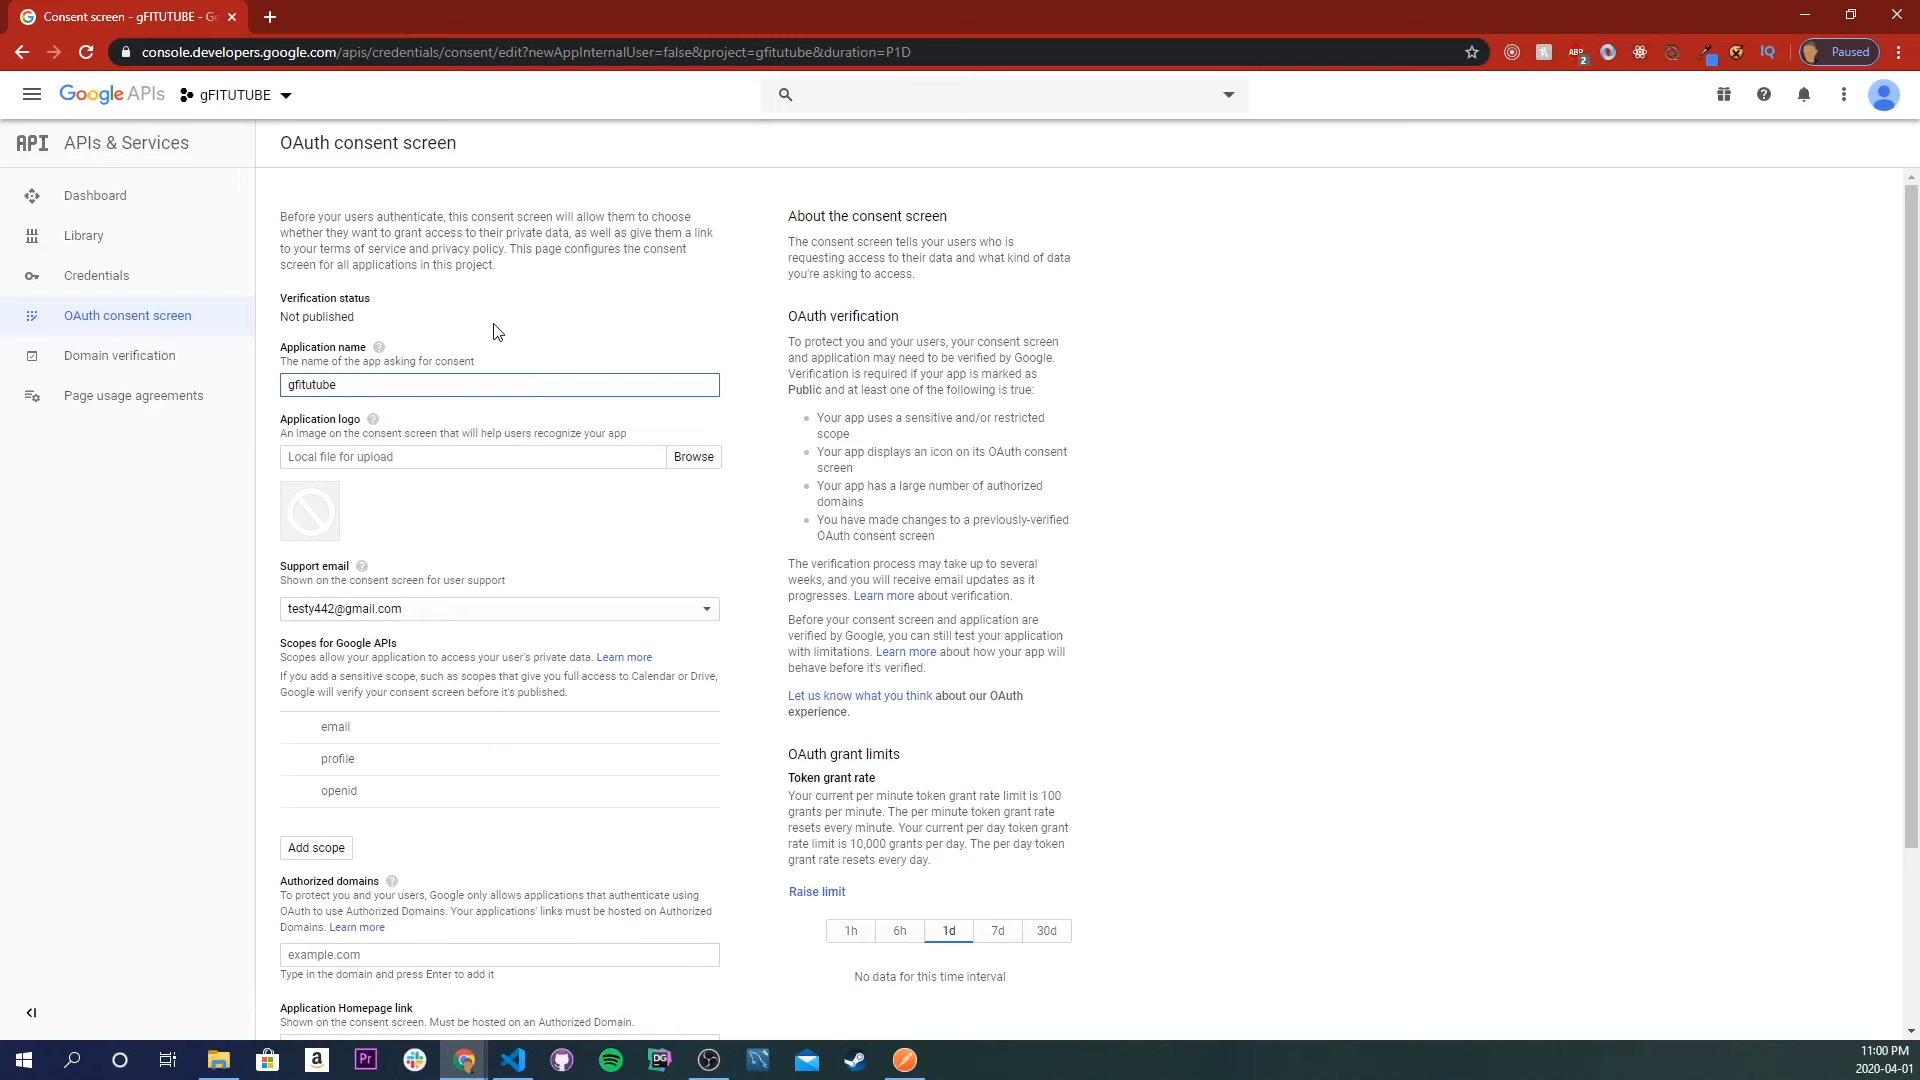 Consent screen - gFITUTUBE - Go
console.developers.google.com/apis/credentials/consent/edit?newAppInternalUser=false&project=gfitutube&duration=P1D
ABP
2
IQ
Paused
Google APIs
gFITUTUBE
API APIs & Services
OAuth consent screen
Dashboard
Library
Credentials
OAuth consent screen
Domain verification
Page usage agreements
Before your users authenticate, this consent screen will allow them to choose
whether they want to grant access to their private data, as well as give them a link
to your terms of service and privacy policy. This page configures the consent
screen for all applications in this project.
Verification status
Not published
Application name
The name of the app asking for consent
gfitutube
Application logo
An image on the consent screen that will help users recognize your app
Local file for upload
Browse
Support email
Shown on the consent screen for user support
testy442@gmail.com
Scopes for Google APIs
Scopes allow your application to access your user's private data. Learn more
If you add a sensitive scope, such as scopes that give you full access to Calendar or Drive,
Google will verify your consent screen before it's published.
email
profile
openid
Add scope
Authorized domains
To protect you and your users, Google only allows applications that authenticate using
OAuth to use Authorized Domains. Your applications' links must be hosted on Authorized
Domains. Learn more
example.com
Type in the domain and press Enter to add it
Application Homepage link
Shown on the consent screen. Must be hosted on an Authorized Domain.
About the consent screen
The consent screen tells your users who is
requesting access to their data and what kind of data
you're asking to access.
OAuth verification
To protect you and your users, your consent screen
and application may need to be verified by Google.
Verification is required if your app is marked as
Public and at least one of the following is true:
Your app uses a sensitive and/or restricted
scope
Your app displays an icon on its OAuth consent
screen
Your app has a large number of authorized
domains
You have made changes to a previously-verified
OAuth consent screen
The verification process may take up to several
weeks, and you will receive email updates as it
progresses. Learn more about verification.
Before your consent screen and application are
verified by Google, you can still test your application
with limitations. Learn more about how your app will
behave before it's verified.
Let us know what you think about our OAuth
experience.
OAuth grant limits
Token grant rate
Your current per minute token grant rate limit is 100
grants per minute. The per minute token grant rate
resets every minute. Your current per day token grant
rate limit is 10,000 grants per day. The per day token
grant rate resets every day.
Raise limit
1h 6h 1d 7d 30d
No data for this time interval
a
Pr
DG
11:00 PM
2020-04-01